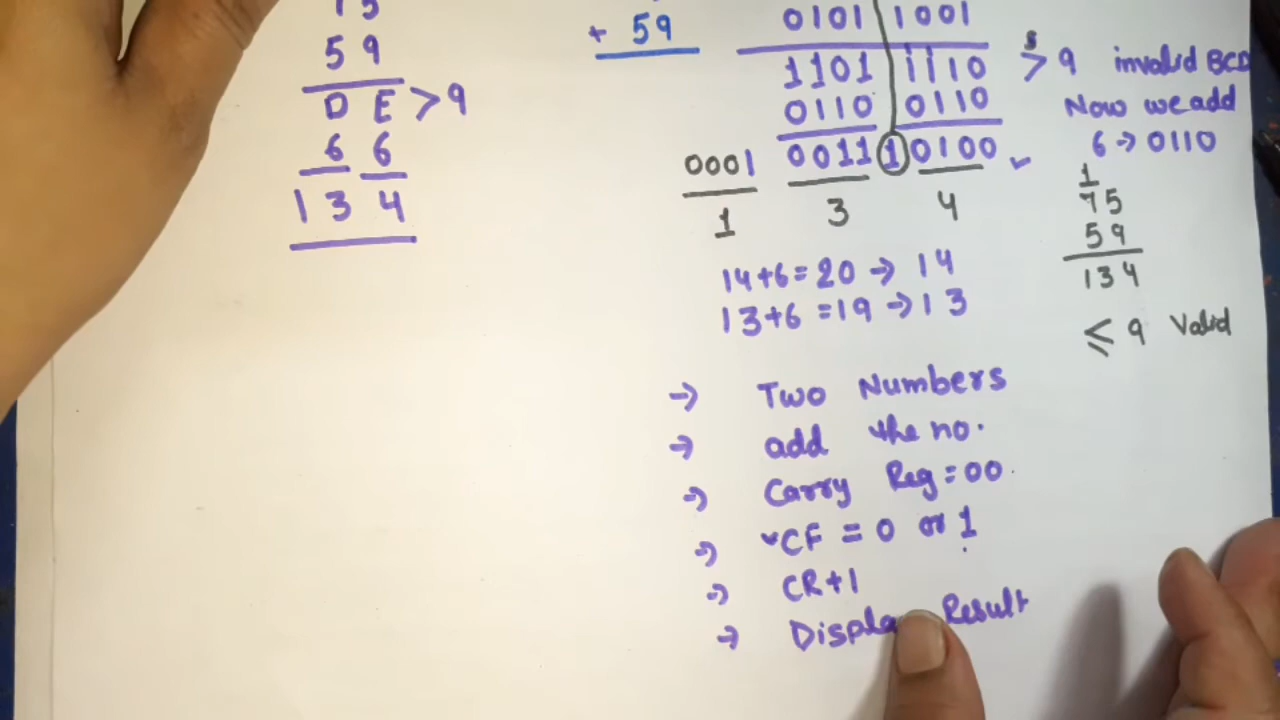 75
59
D E > 9
6 6
1 3 4
+ 59
0101 1001
1101 1110 > 9 invalid BCD
0110 0110 Now we add
6 → 0110
0001 0011 1 0100
1 3 4
1
75
59
134
14+6=20 → 14
13+6=19 → 13
≤ 9 Valid
→ Two Numbers
→ add the no.
→ Carry Reg=00.
→ CF = 0 or 1
→ CR+1
→ Result